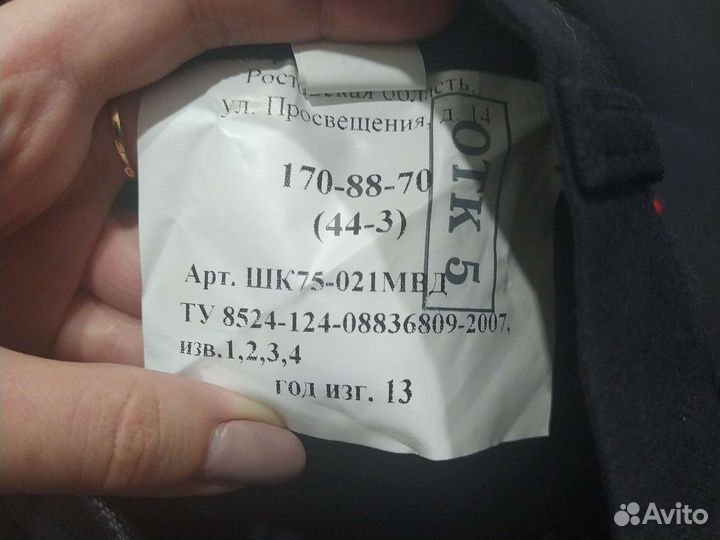 Ростовская область,
ул. Просвещения, д. 14
170-88-70
(44-3)
Арт. ШК75-021МВД
ТУ 8524-124-08836809-2007,
изв.1,2,3,4
год изг. 13
ОТК 5
Avito